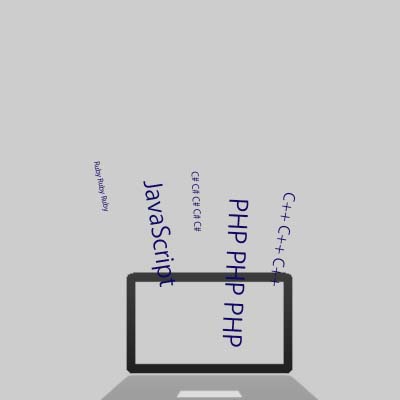 Ruby Ruby Ruby
JavaScript
C# C# C# C# C#
PHP PHP PHP
C++ C++ C++